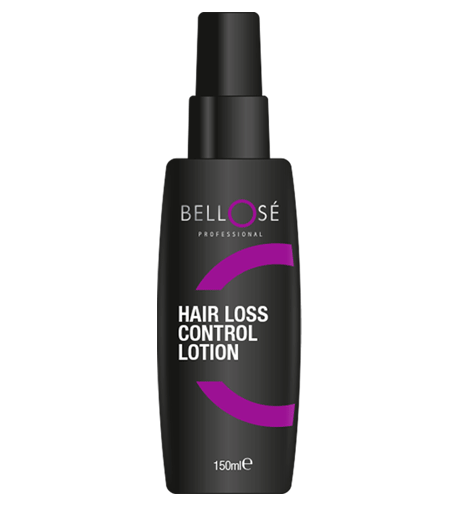 BELLOSÉ
PROFESSIONAL
HAIR LOSS
CONTROL
LOTION
150ml℮